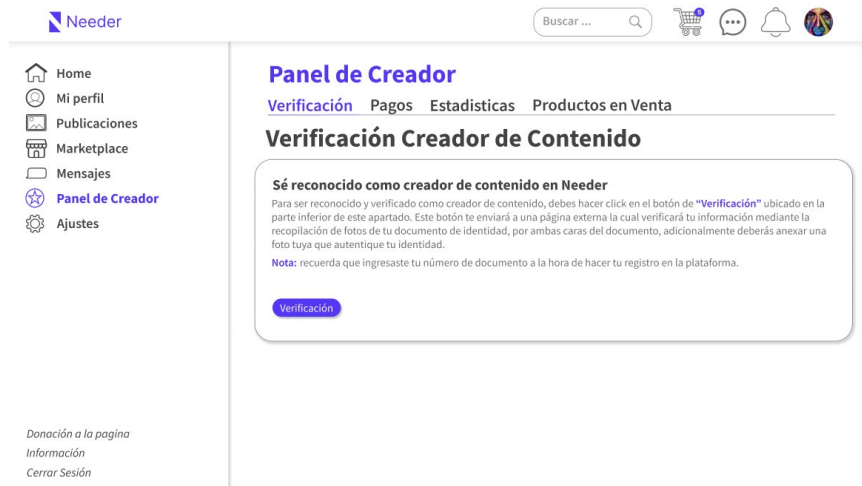 Needer
Buscar ...
5
Home
Mi perfil
Publicaciones
Marketplace
Mensajes
Panel de Creador
Ajustes
Donación a la pagina
Información
Cerrar Sesión
Panel de Creador
Verificación Pagos Estadisticas Productos en Venta
Verificación Creador de Contenido
Sé reconocido como creador de contenido en Needer
Para ser reconocido y verificado como creador de contenido, debes hacer click en el botón de “Verificación” ubicado en la
parte inferior de este apartado. Este botón te enviará a una página externa la cual verificará tu información mediante la
recopilación de fotos de tu documento de identidad, por ambas caras del documento, adicionalmente deberás anexar una
foto tuya que autentique tu identidad.
Nota: recuerda que ingresaste tu número de documento a la hora de hacer tu registro en la plataforma.
Verificación